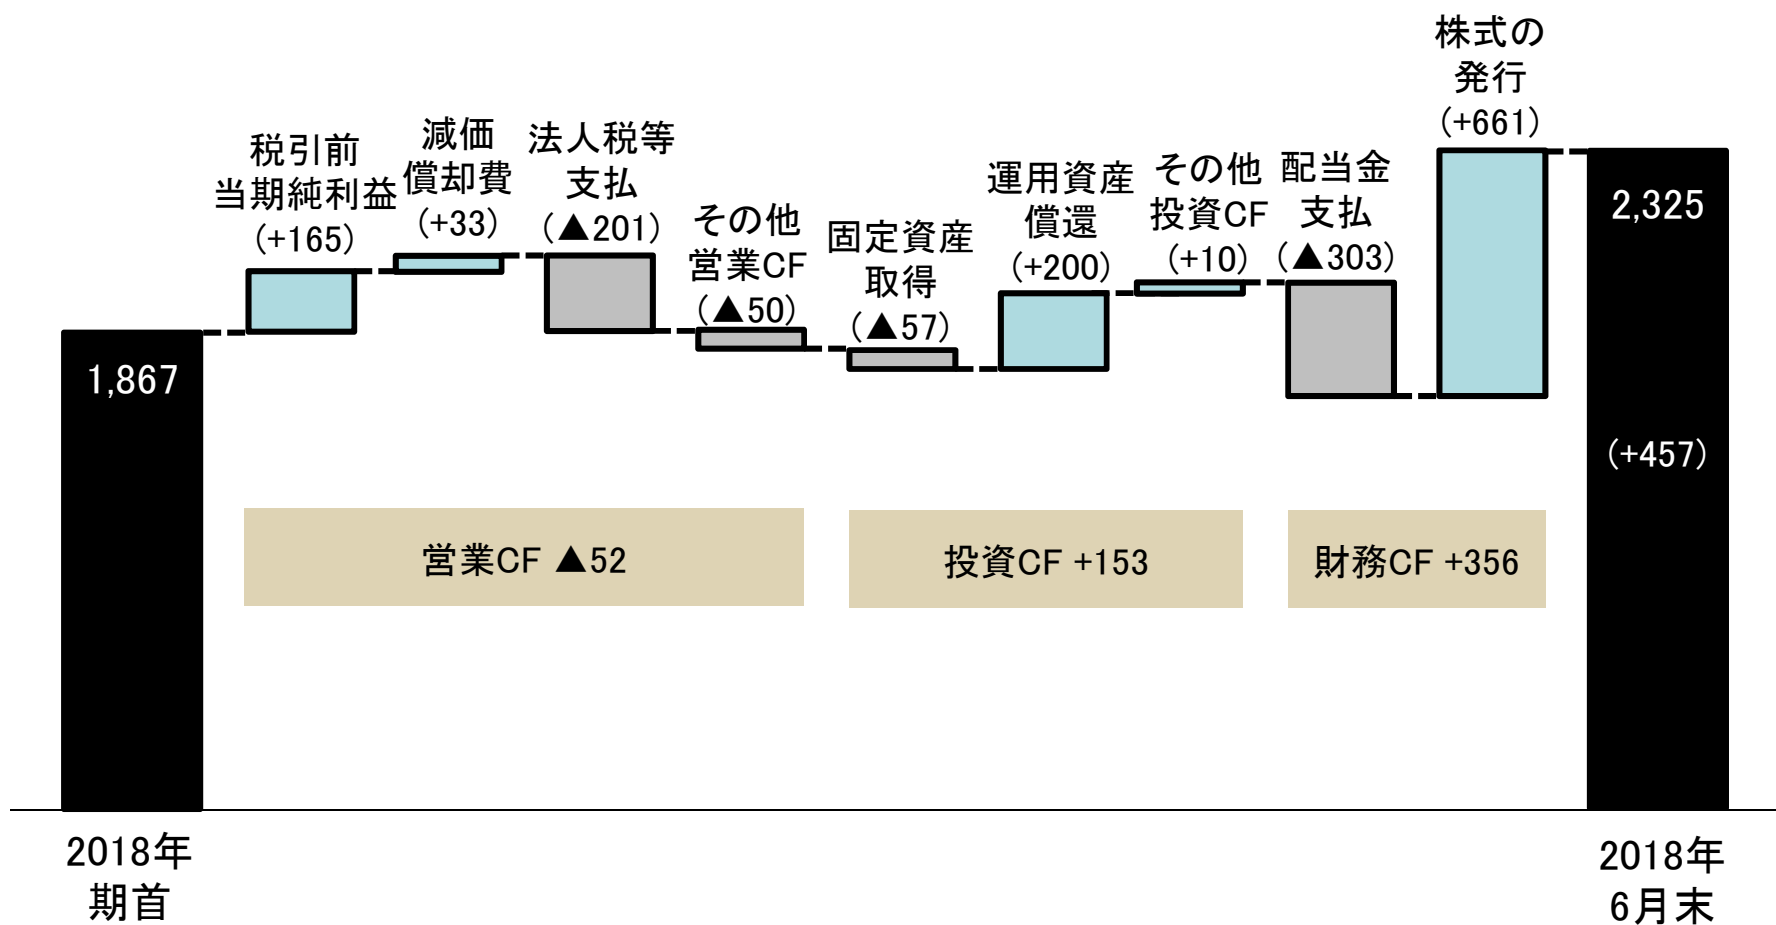 株式の
発行
(+661)
税引前
当期純利益
(+165)
減価
償却費
(+33)
法人税等
支払
(▲201)
その他
営業CF
(▲50)
固定資産
取得
(▲57)
運用資産
償還
(+200)
その他
投資CF
(+10)
配当金
支払
(▲303)
1,867
2,325
(+457)
営業CF ▲52
投資CF +153
財務CF +356
2018年
期首
2018年
6月末